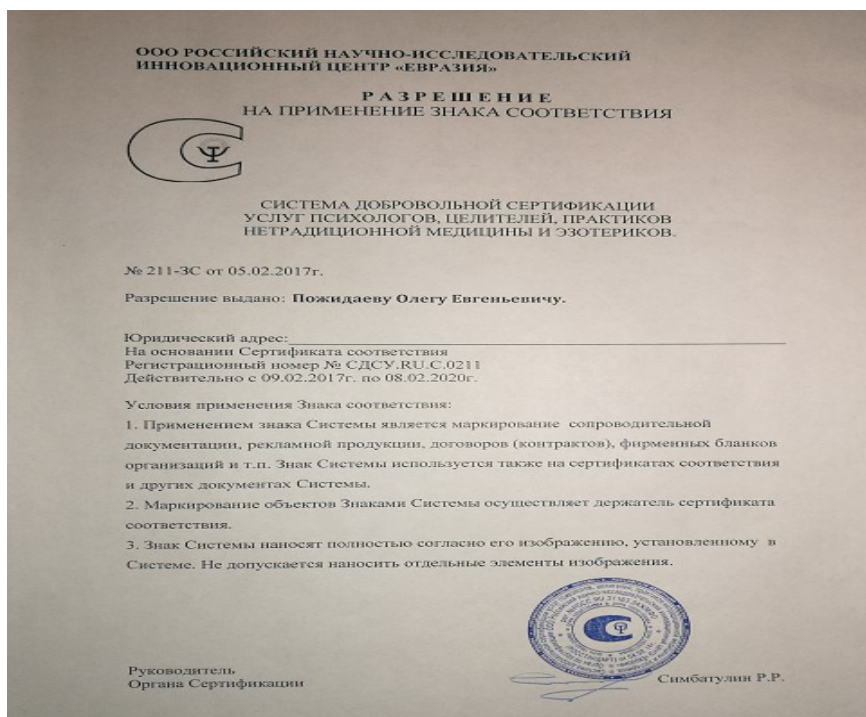 ООО РОССИЙСКИЙ НАУЧНО-ИССЛЕДОВАТЕЛЬСКИЙ
ИННОВАЦИОННЫЙ ЦЕНТР «ЕВРАЗИЯ»
РАЗРЕШЕНИЕ
НА ПРИМЕНЕНИЕ ЗНАКА СООТВЕТСТВИЯ
СИСТЕМА ДОБРОВОЛЬНОЙ СЕРТИФИКАЦИИ
УСЛУГ ПСИХОЛОГОВ, ЦЕЛИТЕЛЕЙ, ПРАКТИКОВ
НЕТРАДИЦИОННОЙ МЕДИЦИНЫ И ЭЗОТЕРИКОВ.
№ 211-ЗС от 05.02.2017г.
Разрешение выдано: Пожидаеву Олегу Евгеньевичу.
Юридический адрес:
На основании Сертификата соответствия
Регистрационный номер № СДСУ.RU.C.0211
Действительно с 09.02.2017г. по 08.02.2020г.
Условия применения Знака соответствия:
1. Применением знака Системы является маркирование сопроводительной
документации, рекламной продукции, договоров (контрактов), фирменных бланков
организаций и т.п. Знак Системы используется также на сертификатах соответствия
и других документах Системы.
2. Маркирование объектов Знаками Системы осуществляет держатель сертификата
соответствия.
3. Знак Системы наносят полностью согласно его изображению, установленному в
Системе. Не допускается наносить отдельные элементы изображения.
Руководитель
Органа Сертификации
Симбатулин Р.Р.